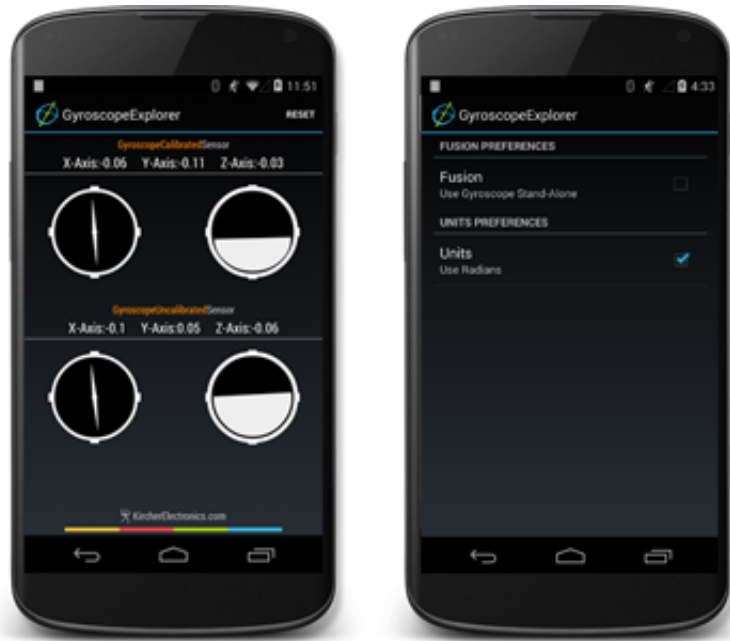 11:51
GyroscopeExplorer RESET
GyroscopeCalibratedSensor
X-Axis:-0.06 Y-Axis:-0.11 Z-Axis:-0.03
GyroscopeUncalibratedSensor
X-Axis:-0.1 Y-Axis:0.05 Z-Axis:-0.06
KircherElectronics.com
4:33
GyroscopeExplorer
FUSION PREFERENCES
Fusion
Use Gyroscope Stand-Alone
UNITS PREFERENCES
Units
Use Radians